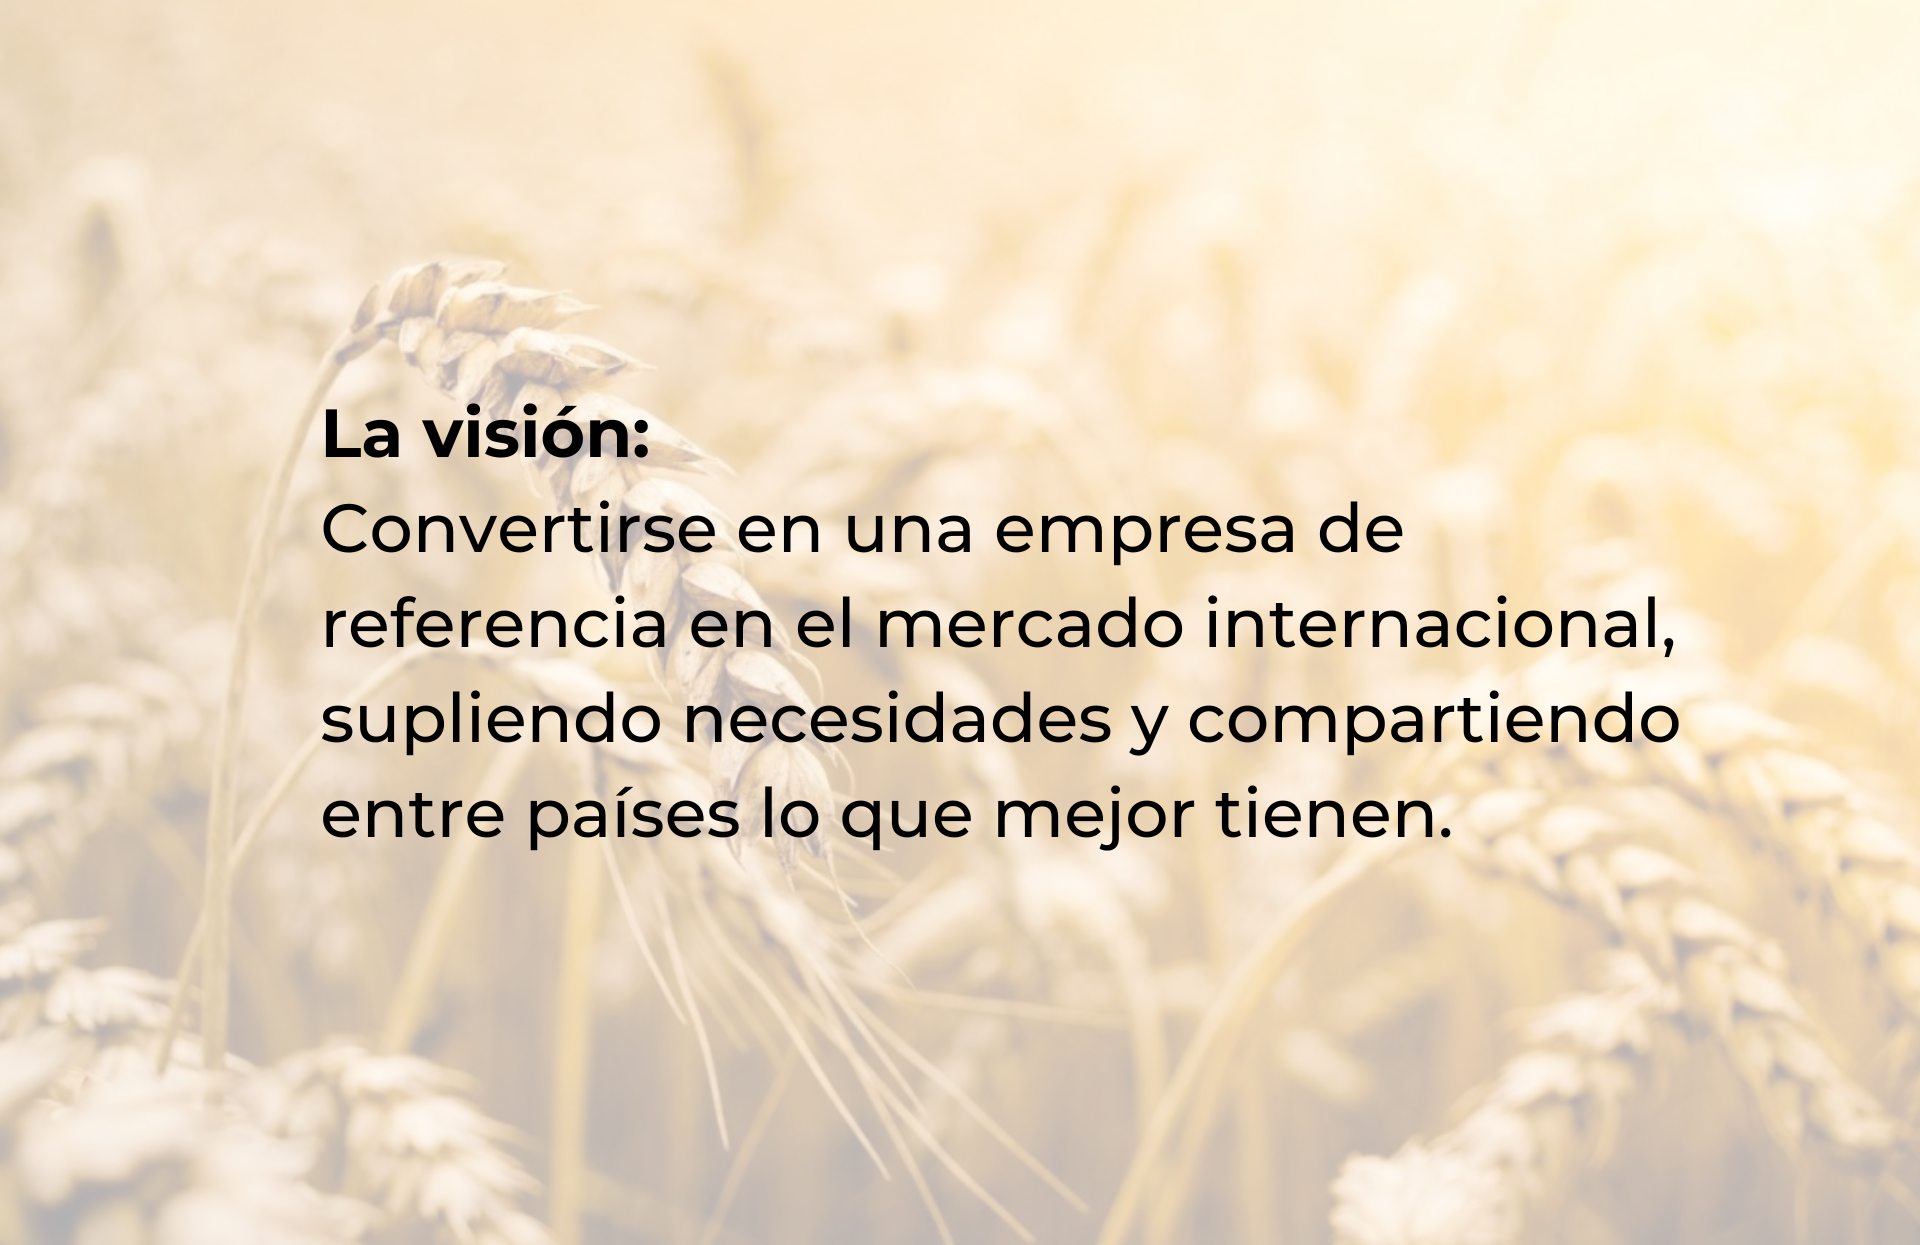 La visión:
Convertirse en una empresa de
referencia en el mercado internacional,
supliendo necesidades y compartiendo
entre países lo que mejor tienen.